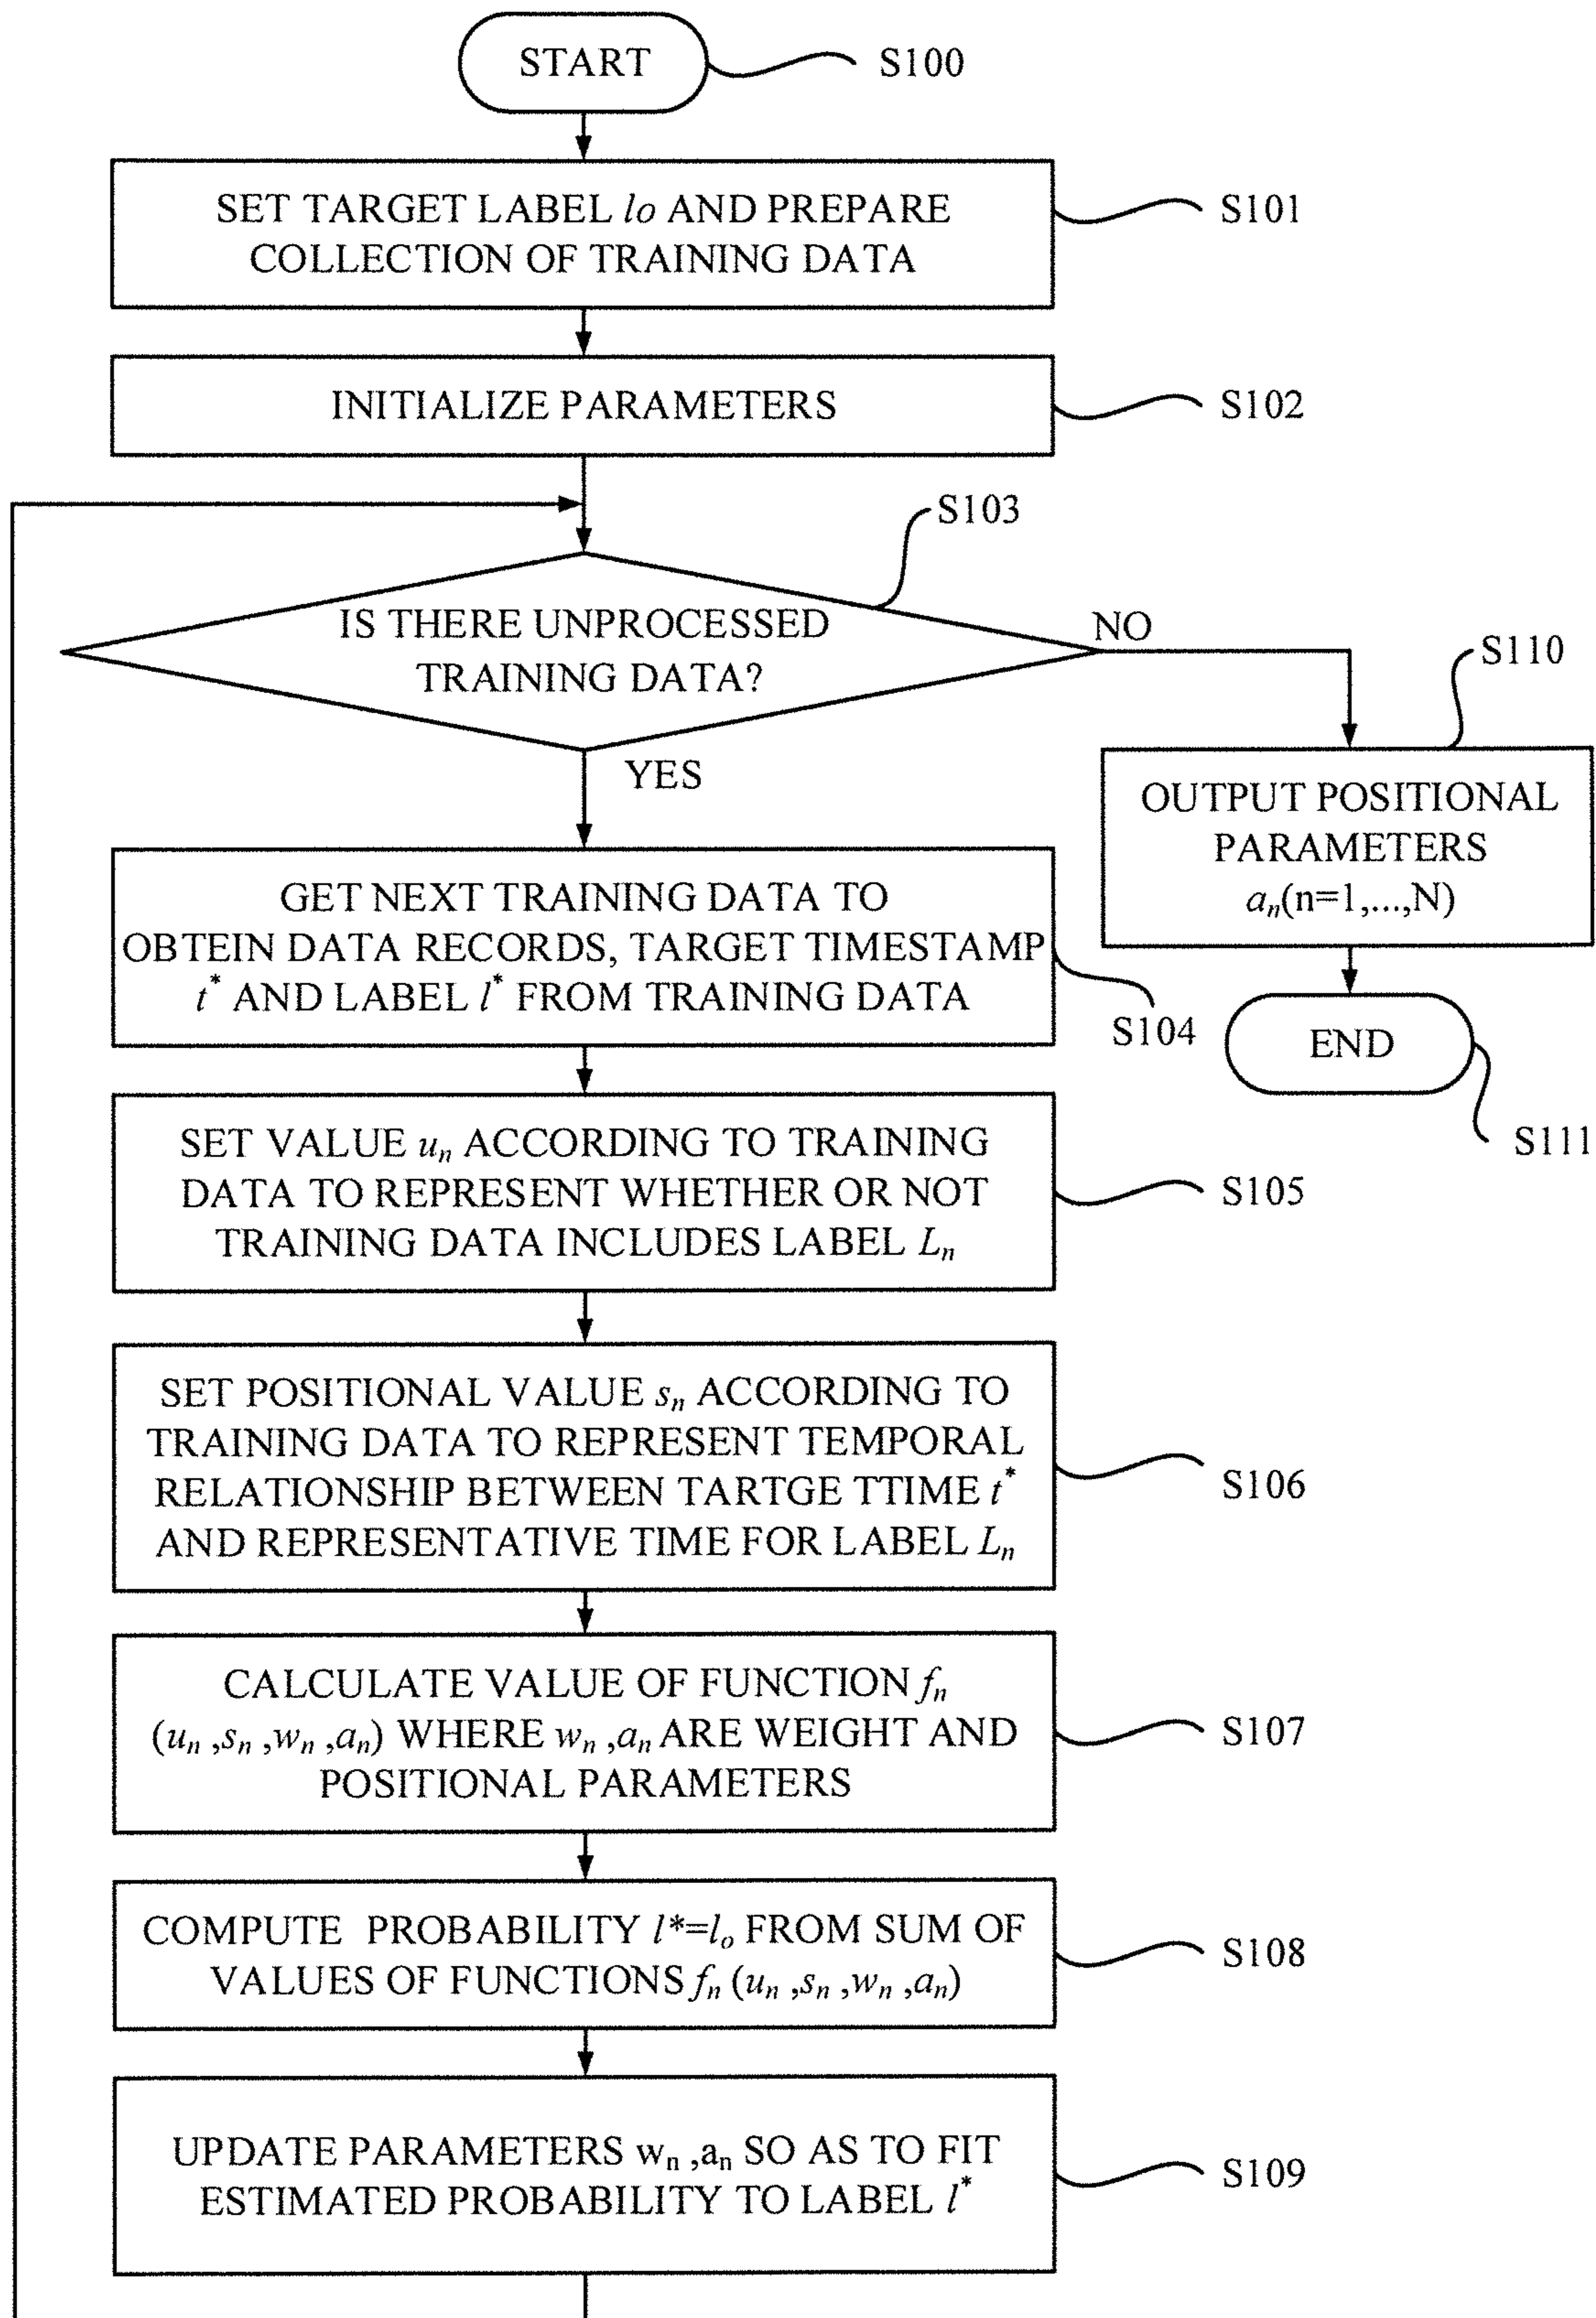 START
S100
SET TARGET LABEL lo AND PREPARE
COLLECTION OF TRAINING DATA
S101
INITIALIZE PARAMETERS
S102
S103
IS THERE UNPROCESSED
TRAINING DATA?
NO
YES
S110
OUTPUT POSITIONAL
PARAMETERS
aₙ(n=1,...,N)
END
S111
GET NEXT TRAINING DATA TO
OBTEIN DATA RECORDS, TARGET TIMESTAMP
t* AND LABEL l* FROM TRAINING DATA
S104
SET VALUE uₙ ACCORDING TO TRAINING
DATA TO REPRESENT WHETHER OR NOT
TRAINING DATA INCLUDES LABEL Lₙ
S105
SET POSITIONAL VALUE sₙ ACCORDING TO
TRAINING DATA TO REPRESENT TEMPORAL
RELATIONSHIP BETWEEN TARTGE TTIME t*
AND REPRESENTATIVE TIME FOR LABEL Lₙ
S106
CALCULATE VALUE OF FUNCTION fₙ
(uₙ ,sₙ ,wₙ ,aₙ) WHERE wₙ ,aₙ ARE WEIGHT AND
POSITIONAL PARAMETERS
S107
COMPUTE PROBABILITY l*=lₒ FROM SUM OF
VALUES OF FUNCTIONS fₙ (uₙ ,sₙ ,wₙ ,aₙ)
S108
UPDATE PARAMETERS wₙ ,aₙ SO AS TO FIT
ESTIMATED PROBABILITY TO LABEL l*
S109